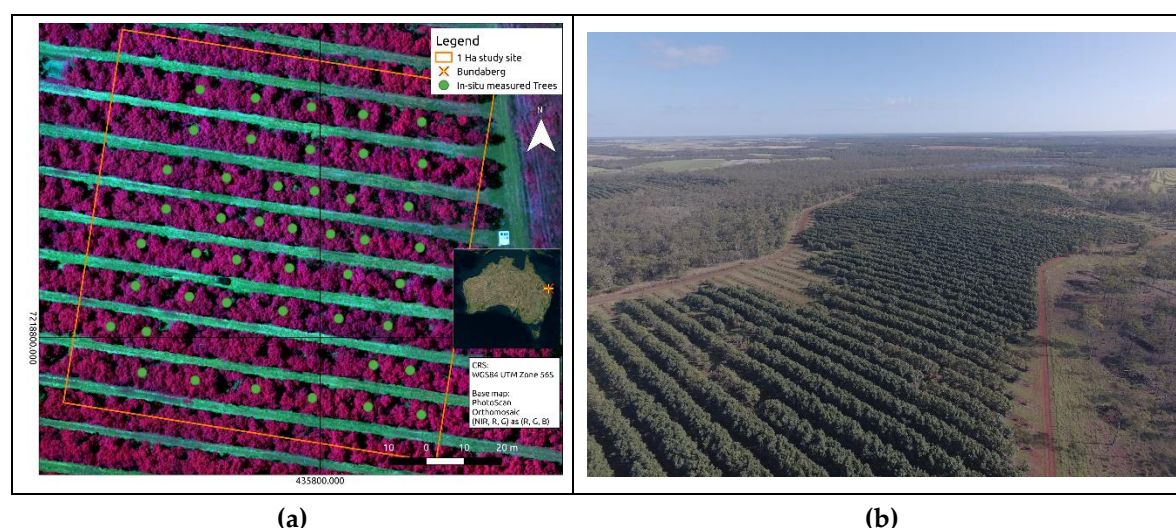 Legend
1 Ha study site
Bundaberg
In-situ measured Trees
N
7218800.000
CRS:
WGS84 UTM Zone 56S
Base map:
PhotoScan
Orthomosaic
(NIR, R, G) as (R, G, B)
10 0 10 20 m
435800.000
(a) (b)